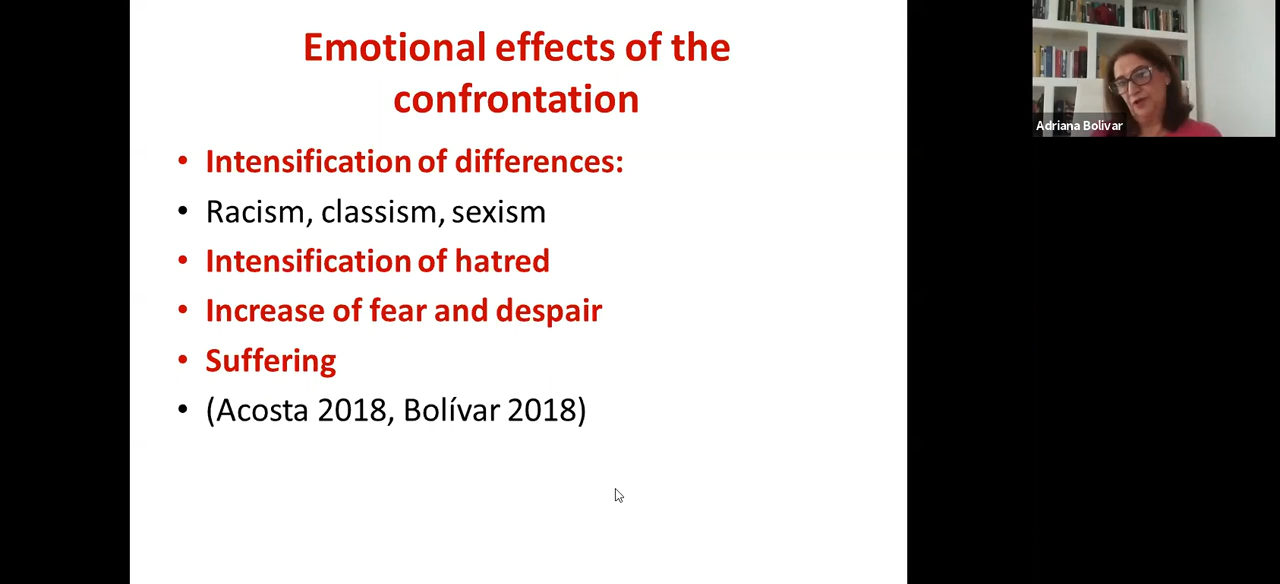 Emotional effects of the
confrontation
• Intensification of differences:
• Racism, classism, sexism
• Intensification of hatred
• Increase of fear and despair
• Suffering
• (Acosta 2018, Bolívar 2018)
Adriana Bolívar